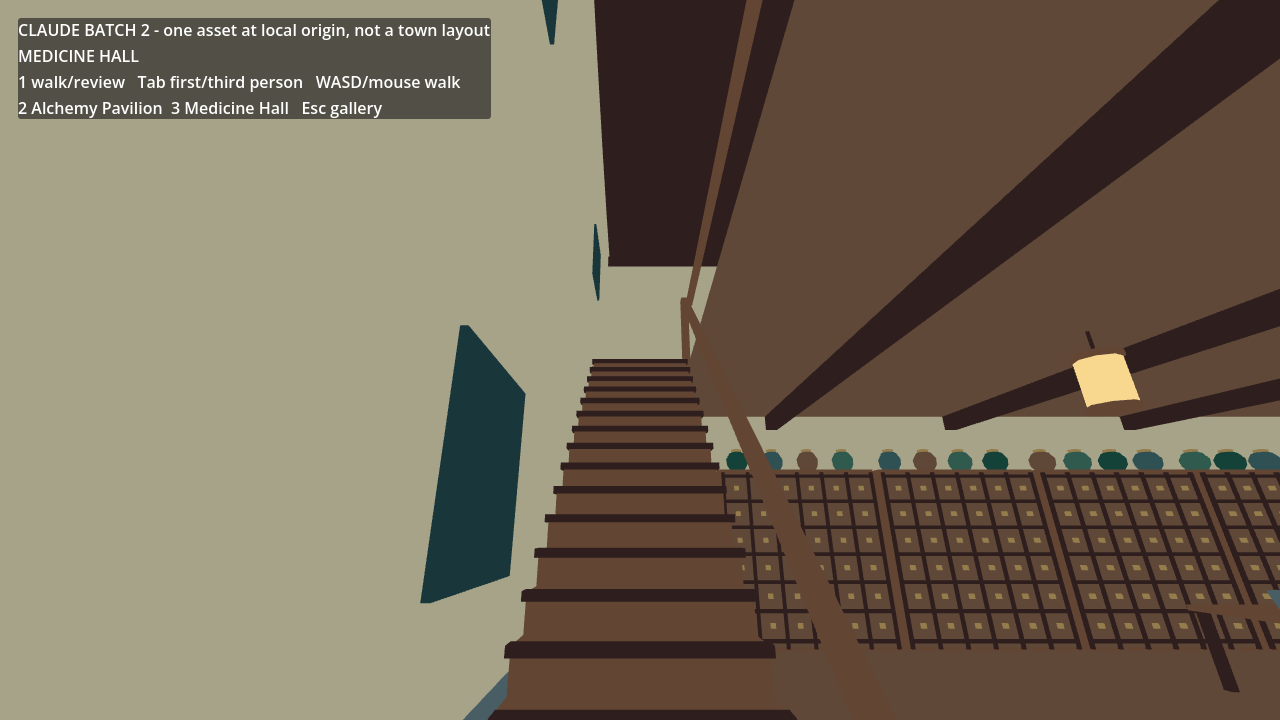 CLAUDE BATCH 2 - one asset at local origin, not a town layout
MEDICINE HALL
1 walk/review   Tab first/third person   WASD/mouse walk
2 Alchemy Pavilion  3 Medicine Hall   Esc gallery